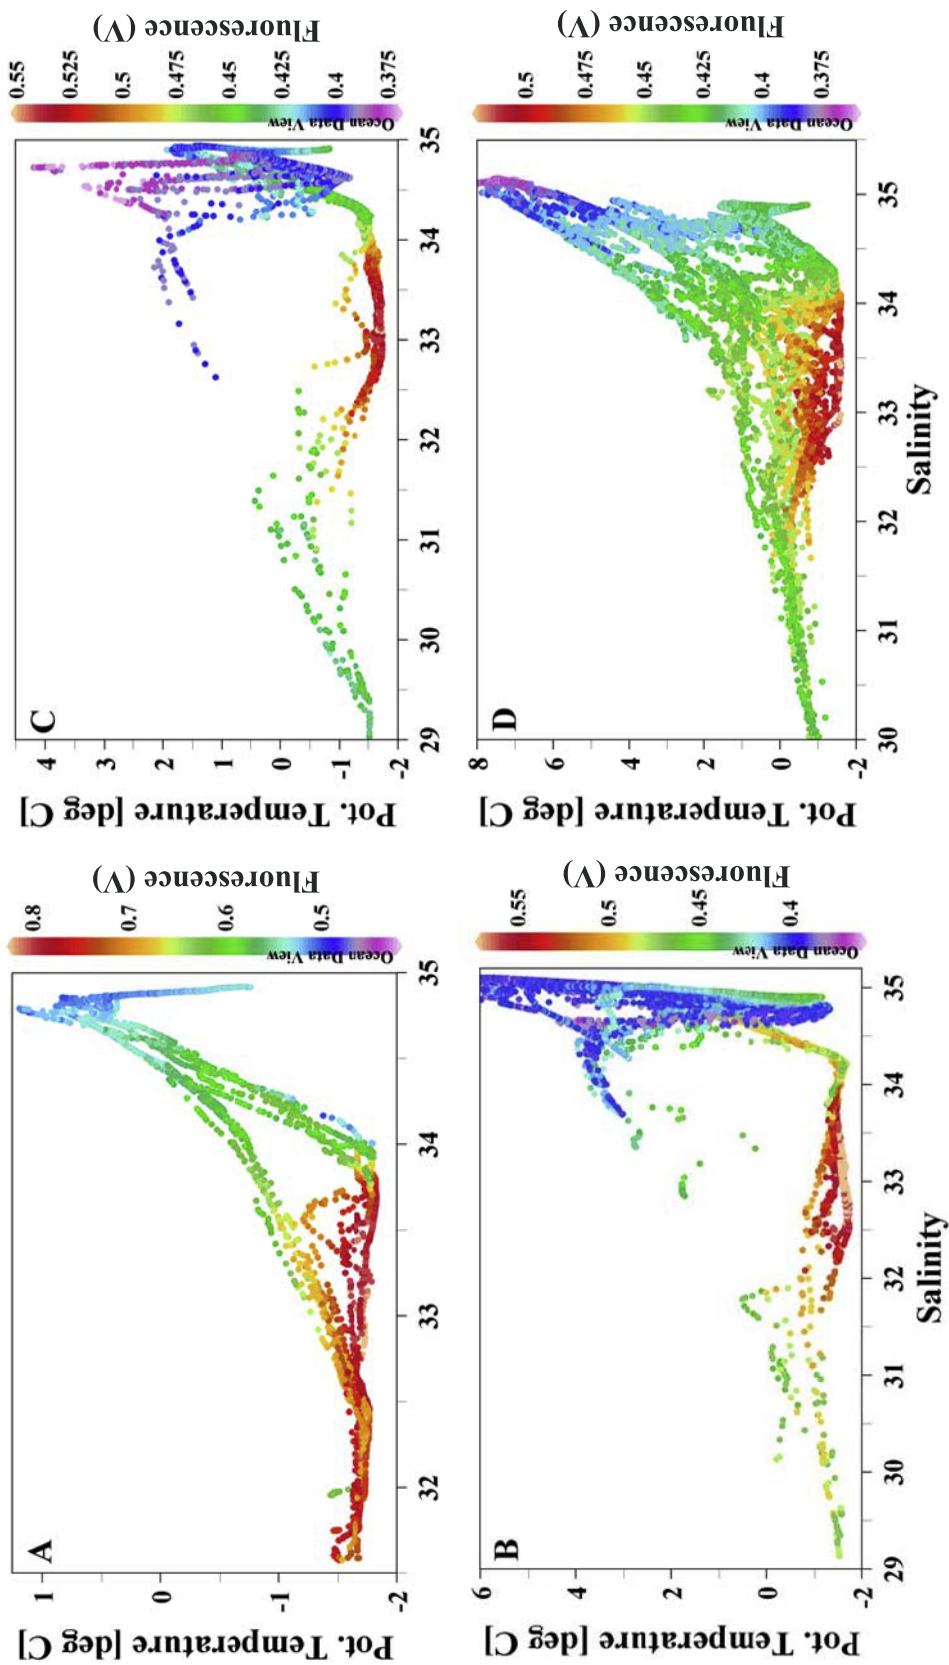 A
Pot. Temperature [deg C]
1
0
-1
-2
32 33 34 35
Ocean Data View
0.8
0.7
0.6
0.5
Fluorescence (V)
C
Pot. Temperature [deg C]
4
3
2
1
0
-1
-2
29 30 31 32 33 34 35
Ocean Data View
0.55
0.525
0.5
0.475
0.45
0.425
0.4
0.375
Fluorescence (V)
B
Pot. Temperature [deg C]
6
4
2
0
-2
29 30 31 32 33 34 35
Salinity
Ocean Data View
0.55
0.5
0.45
0.4
Fluorescence (V)
D
Pot. Temperature [deg C]
8
6
4
2
0
-2
30 31 32 33 34 35
Salinity
Ocean Data View
0.5
0.475
0.45
0.425
0.4
0.375
Fluorescence (V)